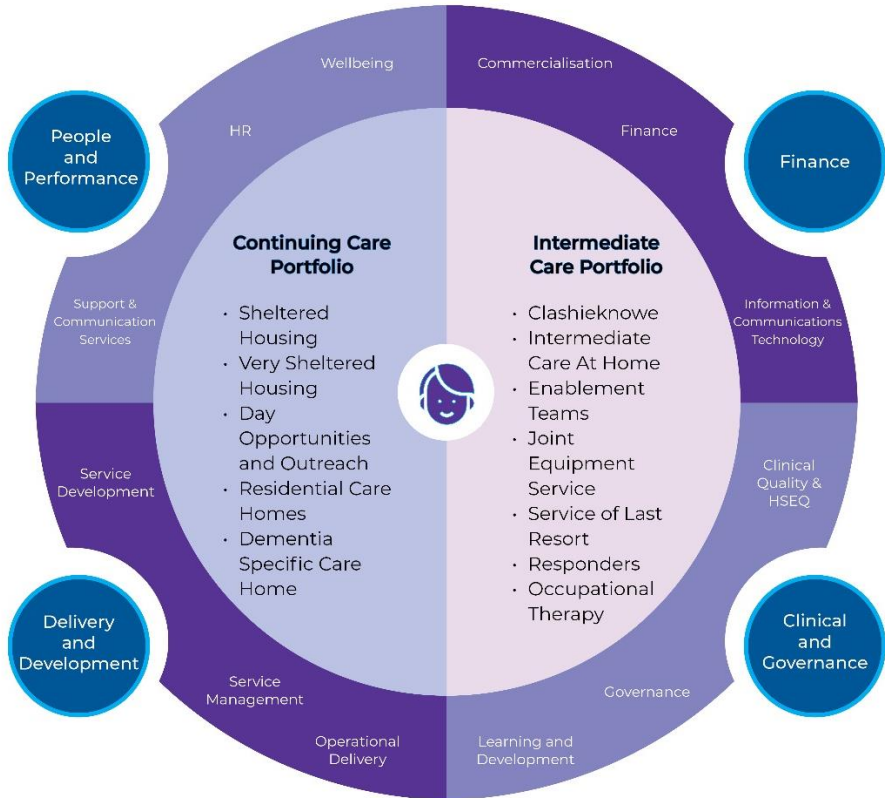 Wellbeing
Commercialisation
HR
Finance
People
and
Performance
Finance
Continuing Care
Portfolio
• Sheltered
Housing
• Very Sheltered
Housing
• Day
Opportunities
and Outreach
• Residential Care
Homes
• Dementia
Specific Care
Home
Intermediate
Care Portfolio
• Clashieknowe
• Intermediate
Care At Home
• Enablement
Teams
• Joint
Equipment
Service
• Service of Last
Resort
• Responders
• Occupational
Therapy
Support &
Communication
Services
Information &
Communications
Technology
Service
Development
Clinical
Quality &
HSEQ
Delivery
and
Development
Clinical
and
Governance
Service
Management
Governance
Operational
Delivery
Learning and
Development